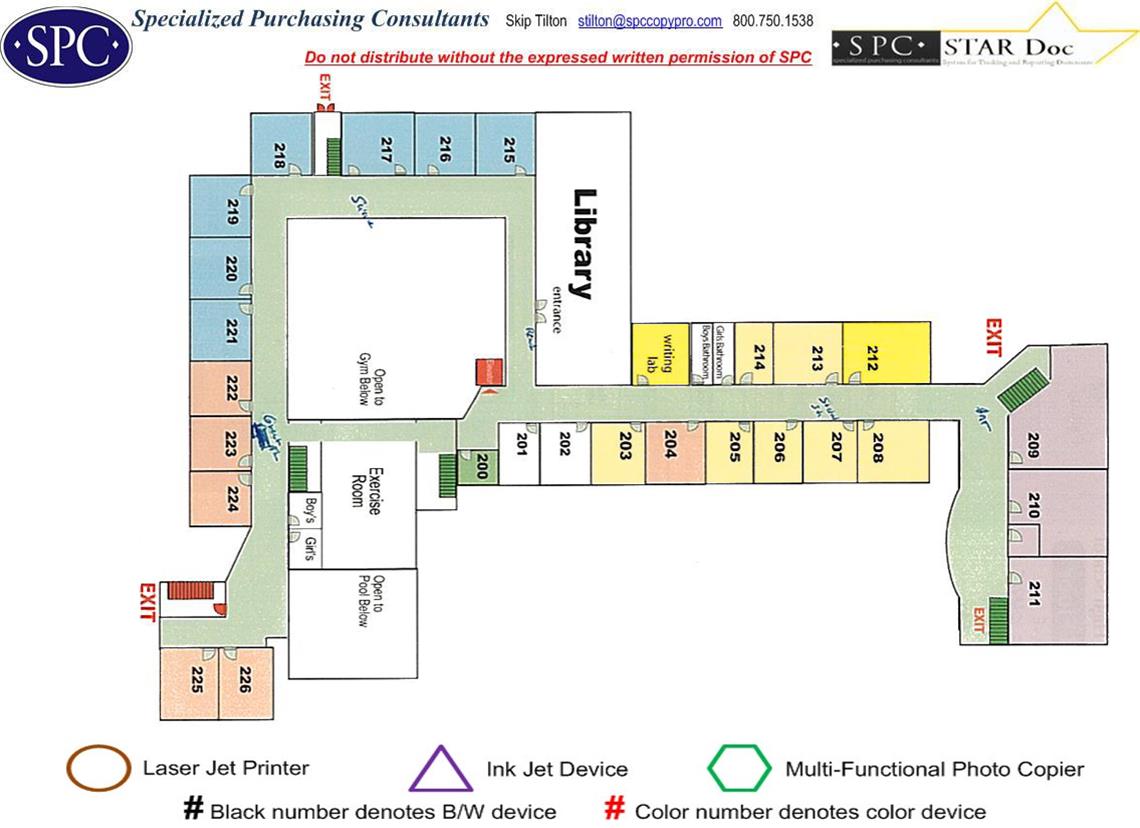 Specialized Purchasing Consultants Skip Tilton stilton@spccopypro.com 800.750.1538
SPC
Do not distribute without the expressed written permission of SPC
SPC STAR Doc
specialized purchasing consultants System for Tracking and Reporting Documents
EXIT
218
217
216
215
Library
entrance
219
220
221
222
223
224
Open to
Gym Below
Elevator
writing
lab
Boys Bathroom
Girls Bathroom
214
213
212
EXIT
200
201
202
203
204
205
206
207
208
209
210
211
EXIT
Exercise
Room
Boy's
Girl's
Open to
Pool Below
EXIT
225
226
Laser Jet Printer
Ink Jet Device
Multi-Functional Photo Copier
# Black number denotes B/W device
# Color number denotes color device